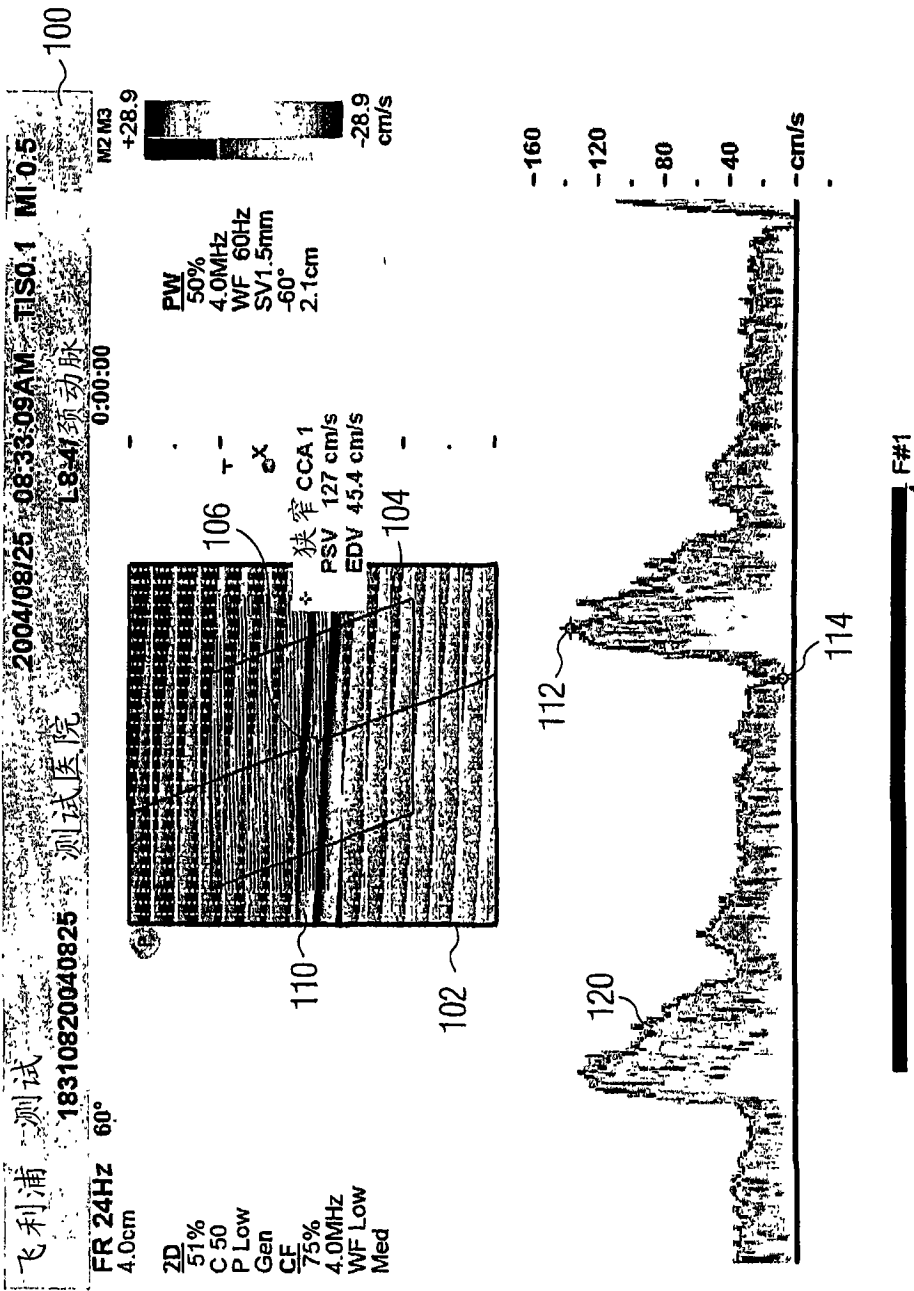 飞利浦 测试
18310820040825 测试医院
2004/08/25 08:33:09AM TIS0.1 MI 0.5
L8-4/颈动脉
100
FR 24Hz 60°
4.0cm
0:00:00
M2 M3
+28.9
-28.9
cm/s
2D
51%
C 50
P Low
Gen
CF
75%
4.0MHz
WF Low
Med
PW
50%
4.0MHz
WF 60Hz
SV1.5mm
-60°
2.1cm
P
106
狭窄 CCA 1
PSV 127 cm/s
EDV 45.4 cm/s
104
110
102
-160
-120
-80
-40
-cm/s
112
114
120
F#1